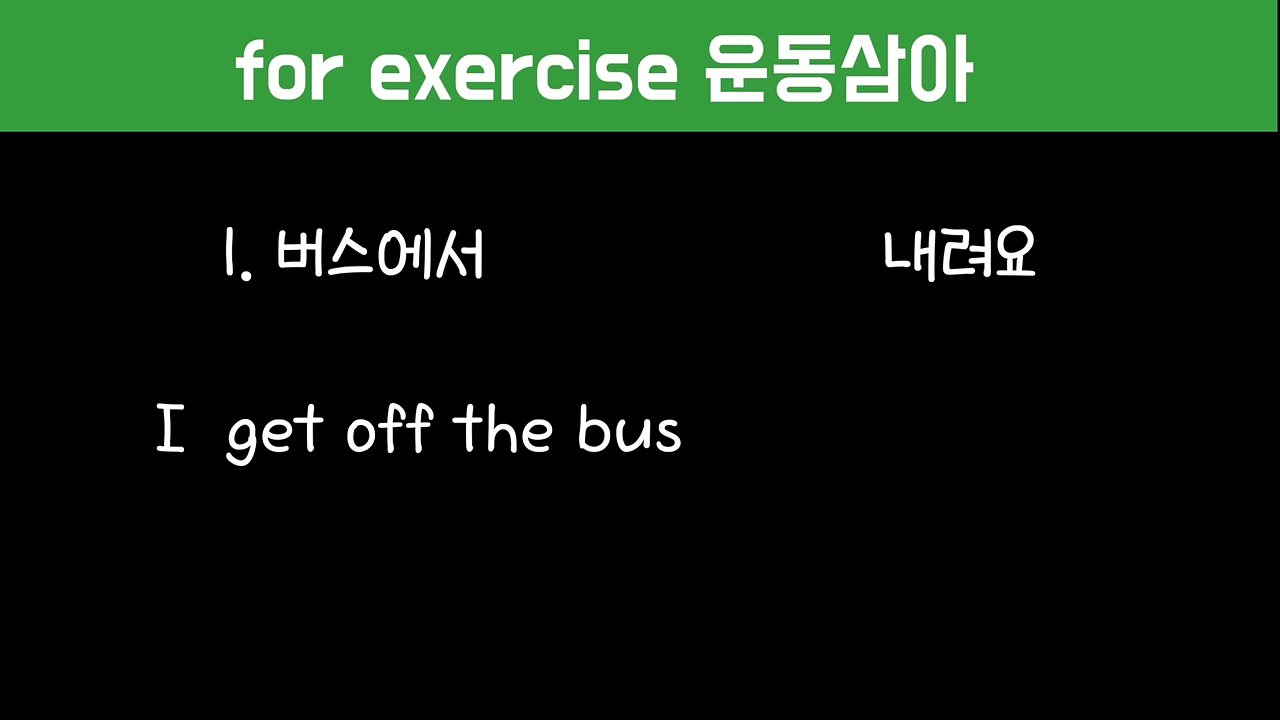 for exercise 운동삼아
1. 버스에서 내려요
I get off the bus